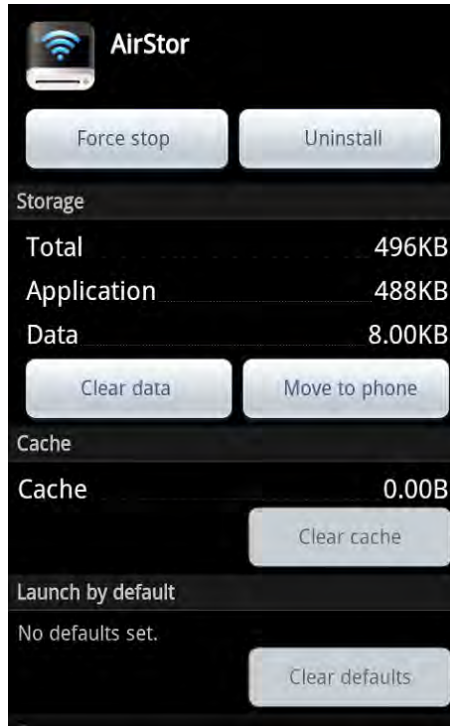 AirStor
Force stop Uninstall
Storage
Total 496KB
Application 488KB
Data 8.00KB
Clear data Move to phone
Cache
Cache 0.00B
Clear cache
Launch by default
No defaults set.
Clear defaults